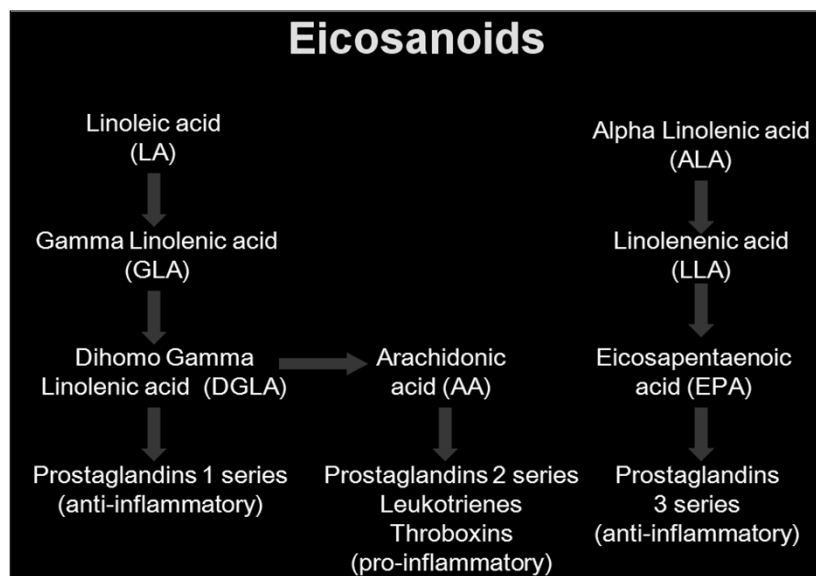 Eicosanoids
Linoleic acid
(LA)
Alpha Linolenic acid
(ALA)
Gamma Linolenic acid
(GLA)
Linolenenic acid
(LLA)
Dihomo Gamma
Linolenic acid (DGLA)
Arachidonic
acid (AA)
Eicosapentaenoic
acid (EPA)
Prostaglandins 1 series
(anti-inflammatory)
Prostaglandins 2 series
Leukotrienes
Throboxins
(pro-inflammatory)
Prostaglandins
3 series
(anti-inflammatory)